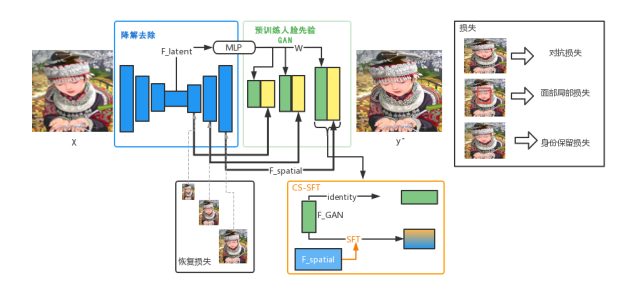 降解去除
预训练人脸先验
GAN
F_latent
MLP
W
X
y^
F_spatial
恢复损失
CS-SFT
identity
F_GAN
SFT
F_spatial
损失
对抗损失
面部局部损失
身份保留损失